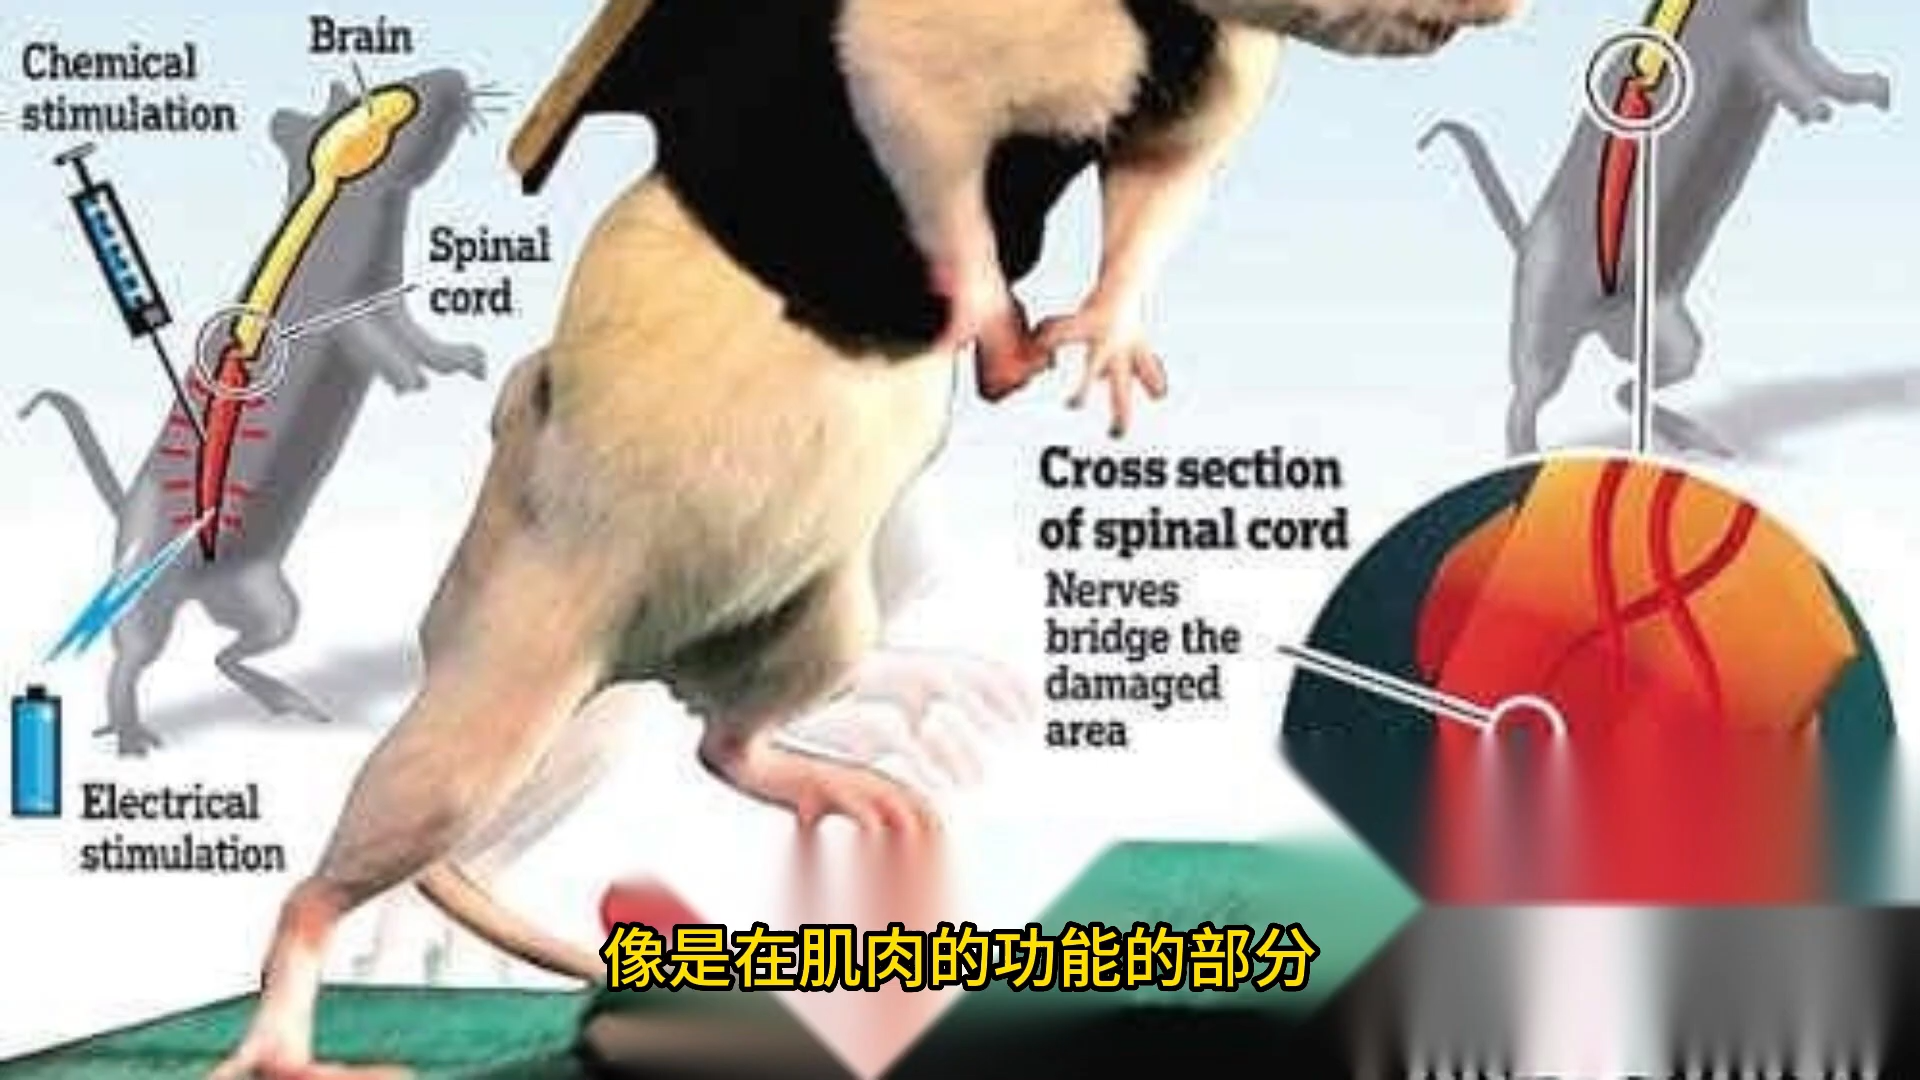 Brain
Chemical
stimulation
Spinal
cord
Cross section
of spinal cord
Nerves
bridge the
damaged
area
Electrical
stimulation
像是在肌肉的功能的部分